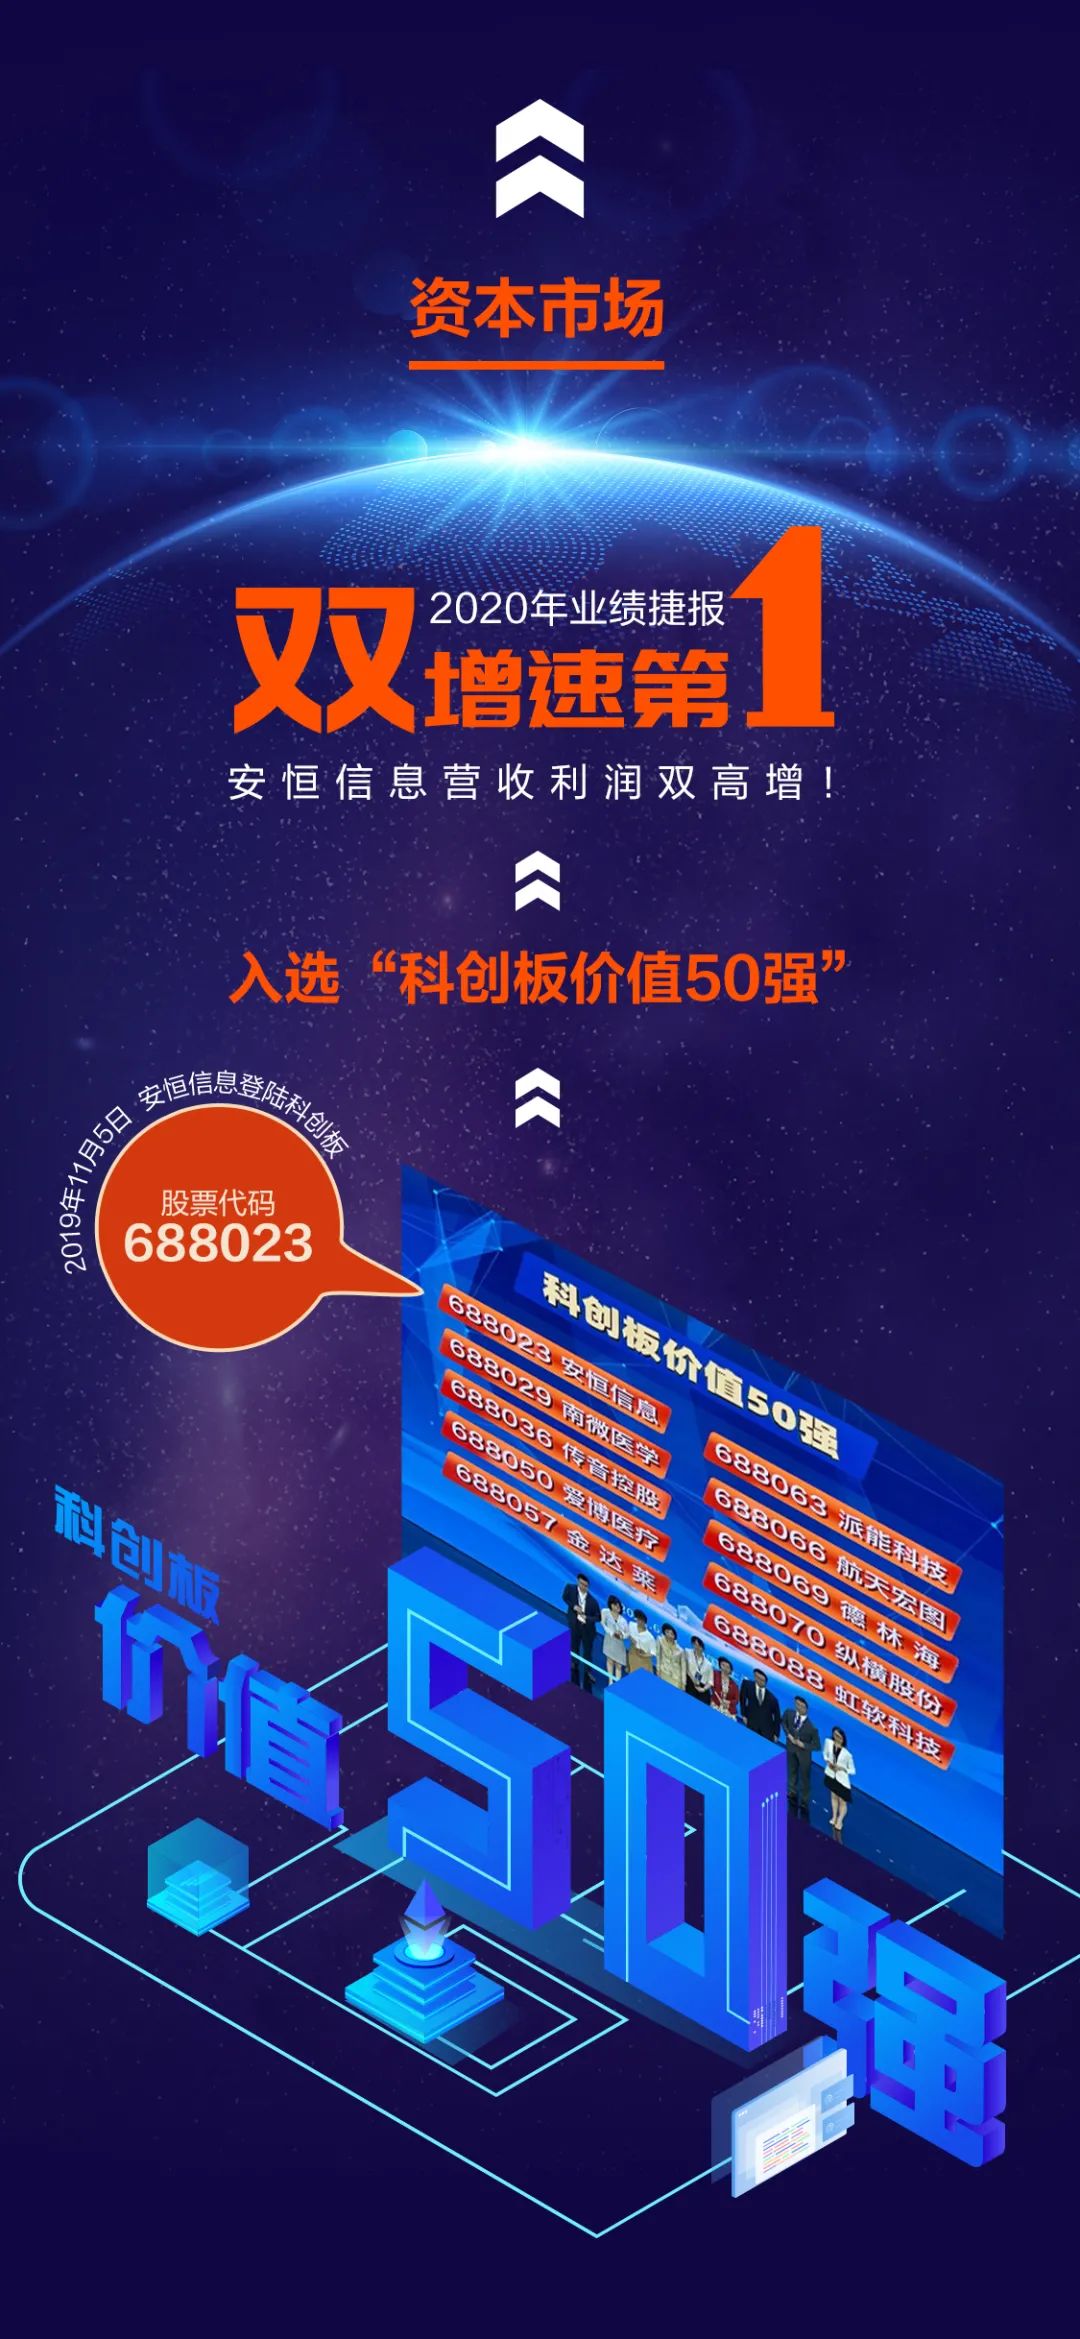 资本市场
2020年业绩捷报
双增速第1
安恒信息营收利润双高增！
入选“科创板价值50强”
2019年11月5日 安恒信息登陆科创板
股票代码
688023
科创板价值50强
688023 安恒信息
688029 南微医学
688036 传音控股
688050 爱博医疗
688057 金达莱
688063 派能科技
688066 航天宏图
688069 德林海
688070 纵横股份
688088 虹软科技
科创板
价值
50
强